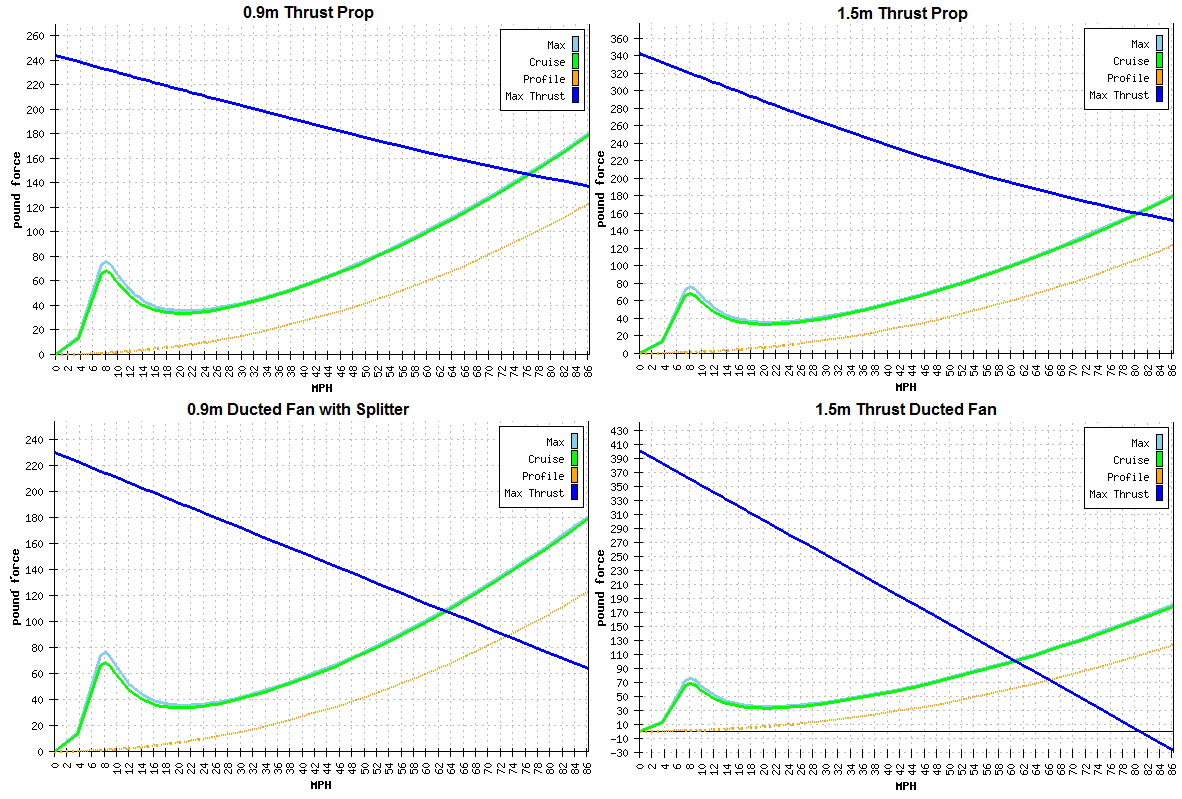 0.9m Thrust Prop
260
240
220
200
180
160
140
120
100
80
60
40
20
0
pound force
Max
Cruise
Profile
Max Thrust
0 2 4 6 8 10 12 14 16 18 20 22 24 26 28 30 32 34 36 38 40 42 44 46 48 50 52 54 56 58 60 62 64 66 68 70 72 74 76 78 80 82 84 86
MPH
1.5m Thrust Prop
360
340
320
300
280
260
240
220
200
180
160
140
120
100
80
60
40
20
0
pound force
Max
Cruise
Profile
Max Thrust
0 2 4 6 8 10 12 14 16 18 20 22 24 26 28 30 32 34 36 38 40 42 44 46 48 50 52 54 56 58 60 62 64 66 68 70 72 74 76 78 80 82 84 86
MPH
0.9m Ducted Fan with Splitter
240
220
200
180
160
140
120
100
80
60
40
20
0
pound force
Max
Cruise
Profile
Max Thrust
0 2 4 6 8 10 12 14 16 18 20 22 24 26 28 30 32 34 36 38 40 42 44 46 48 50 52 54 56 58 60 62 64 66 68 70 72 74 76 78 80 82 84 86
MPH
1.5m Thrust Ducted Fan
430
410
390
370
350
330
310
290
270
250
230
210
190
170
150
130
110
90
70
50
30
10
-10
-30
pound force
Max
Cruise
Profile
Max Thrust
0 2 4 6 8 10 12 14 16 18 20 22 24 26 28 30 32 34 36 38 40 42 44 46 48 50 52 54 56 58 60 62 64 66 68 70 72 74 76 78 80 82 84 86
MPH